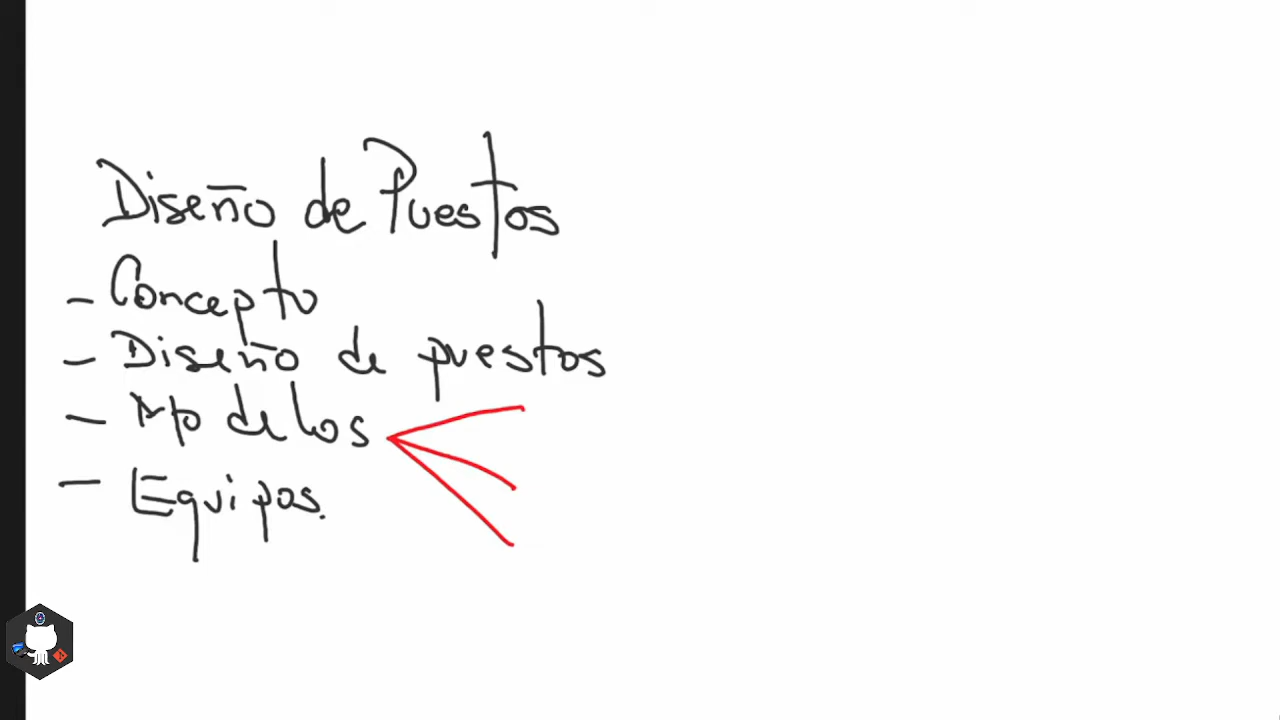 Diseño de Puestos
- Concepto
- Diseño de puestos
- Modelos
- Equipos.